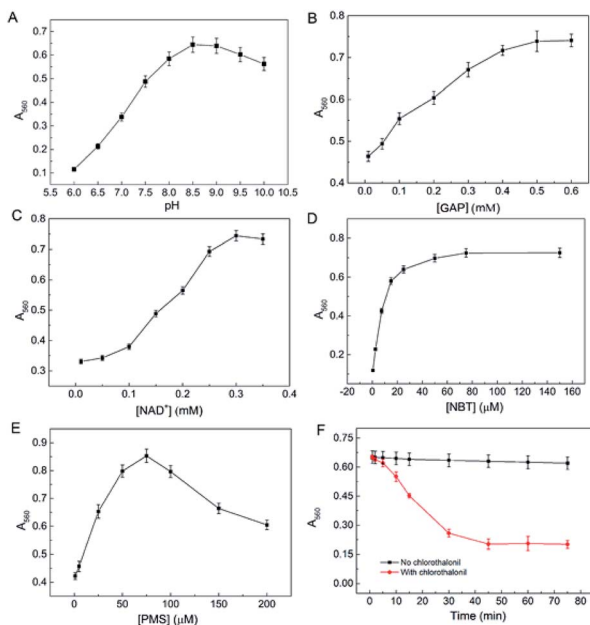 A
A560
0.7
0.6
0.5
0.4
0.3
0.2
0.1
5.5 6.0 6.5 7.0 7.5 8.0 8.5 9.0 9.5 10.0 10.5
pH
B
A560
0.8
0.7
0.6
0.5
0.4
0.0 0.1 0.2 0.3 0.4 0.5 0.6
[GAP] (mM)
C
A560
0.8
0.7
0.6
0.5
0.4
0.3
0.0 0.1 0.2 0.3 0.4
[NAD+] (mM)
D
A560
0.8
0.6
0.4
0.2
-20 0 20 40 60 80 100 120 140 160
[NBT] (μM)
E
A560
0.9
0.8
0.7
0.6
0.5
0.4
0 50 100 150 200
[PMS] (μM)
F
A560
0.75
0.60
0.45
0.30
0.15
0.00
No chlorothalonil
With chlorothalonil
0 10 20 30 40 50 60 70 80
Time (min)